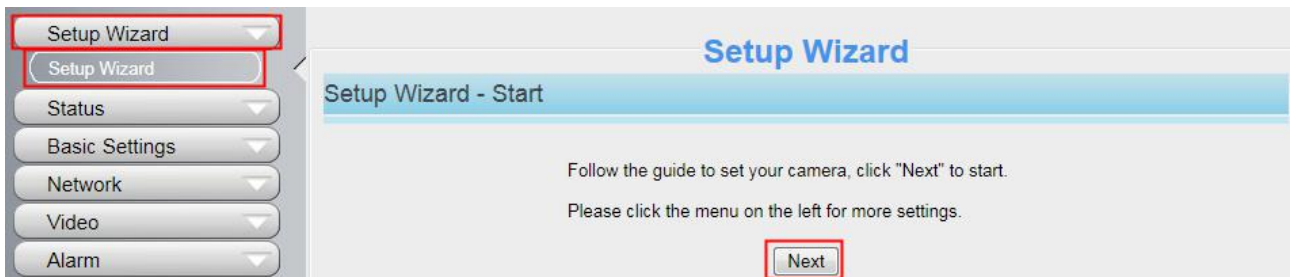 Setup Wizard
Setup Wizard
Status
Basic Settings
Network
Video
Alarm
Setup Wizard
Setup Wizard - Start
Follow the guide to set your camera, click "Next" to start.
Please click the menu on the left for more settings.
Next